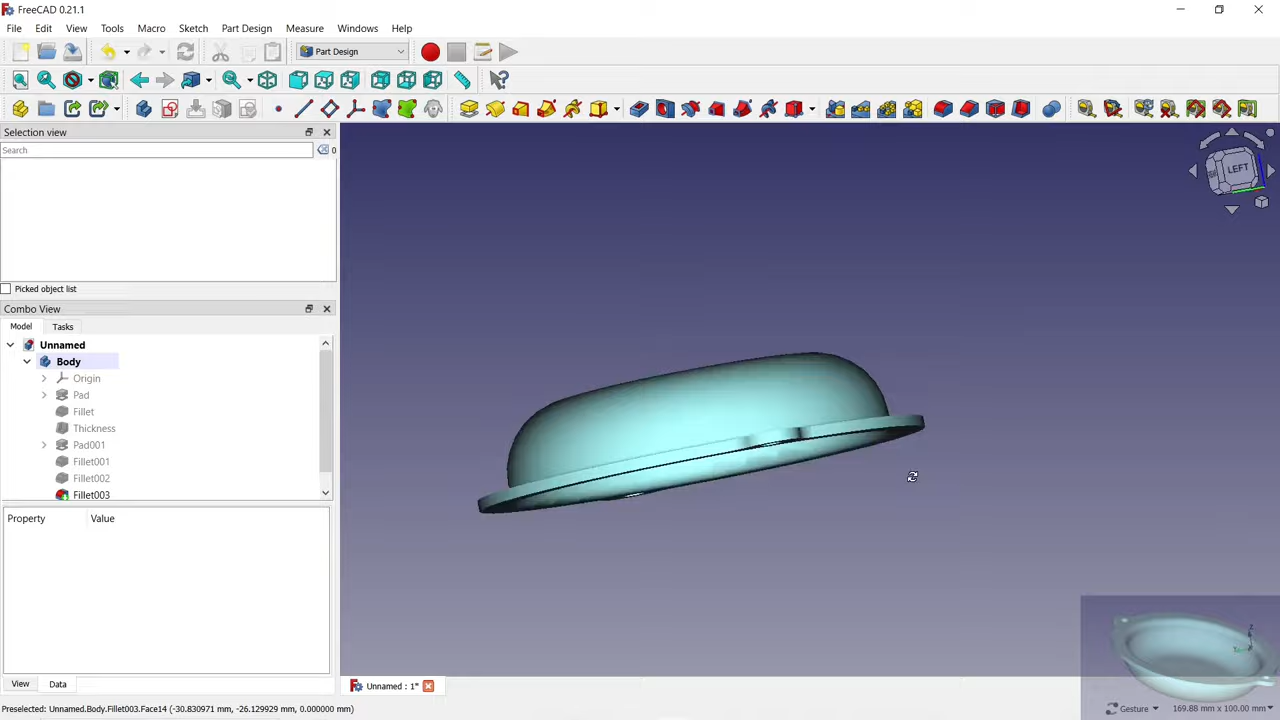 FreeCAD 0.21.1
File Edit View Tools Macro Sketch Part Design Measure Windows Help
Part Design
Selection view
Search
0
Picked object list
Combo View
Model Tasks
Unnamed
Body
Origin
Pad
Fillet
Thickness
Pad001
Fillet001
Fillet002
Fillet003
Property Value
View Data
LEFT
Z
Unnamed : 1*
Preselected: Unnamed.Body.Fillet003.Face14 (-30.830971 mm, -26.129929 mm, 0.000000 mm)
Gesture 169.88 mm x 100.00 mm